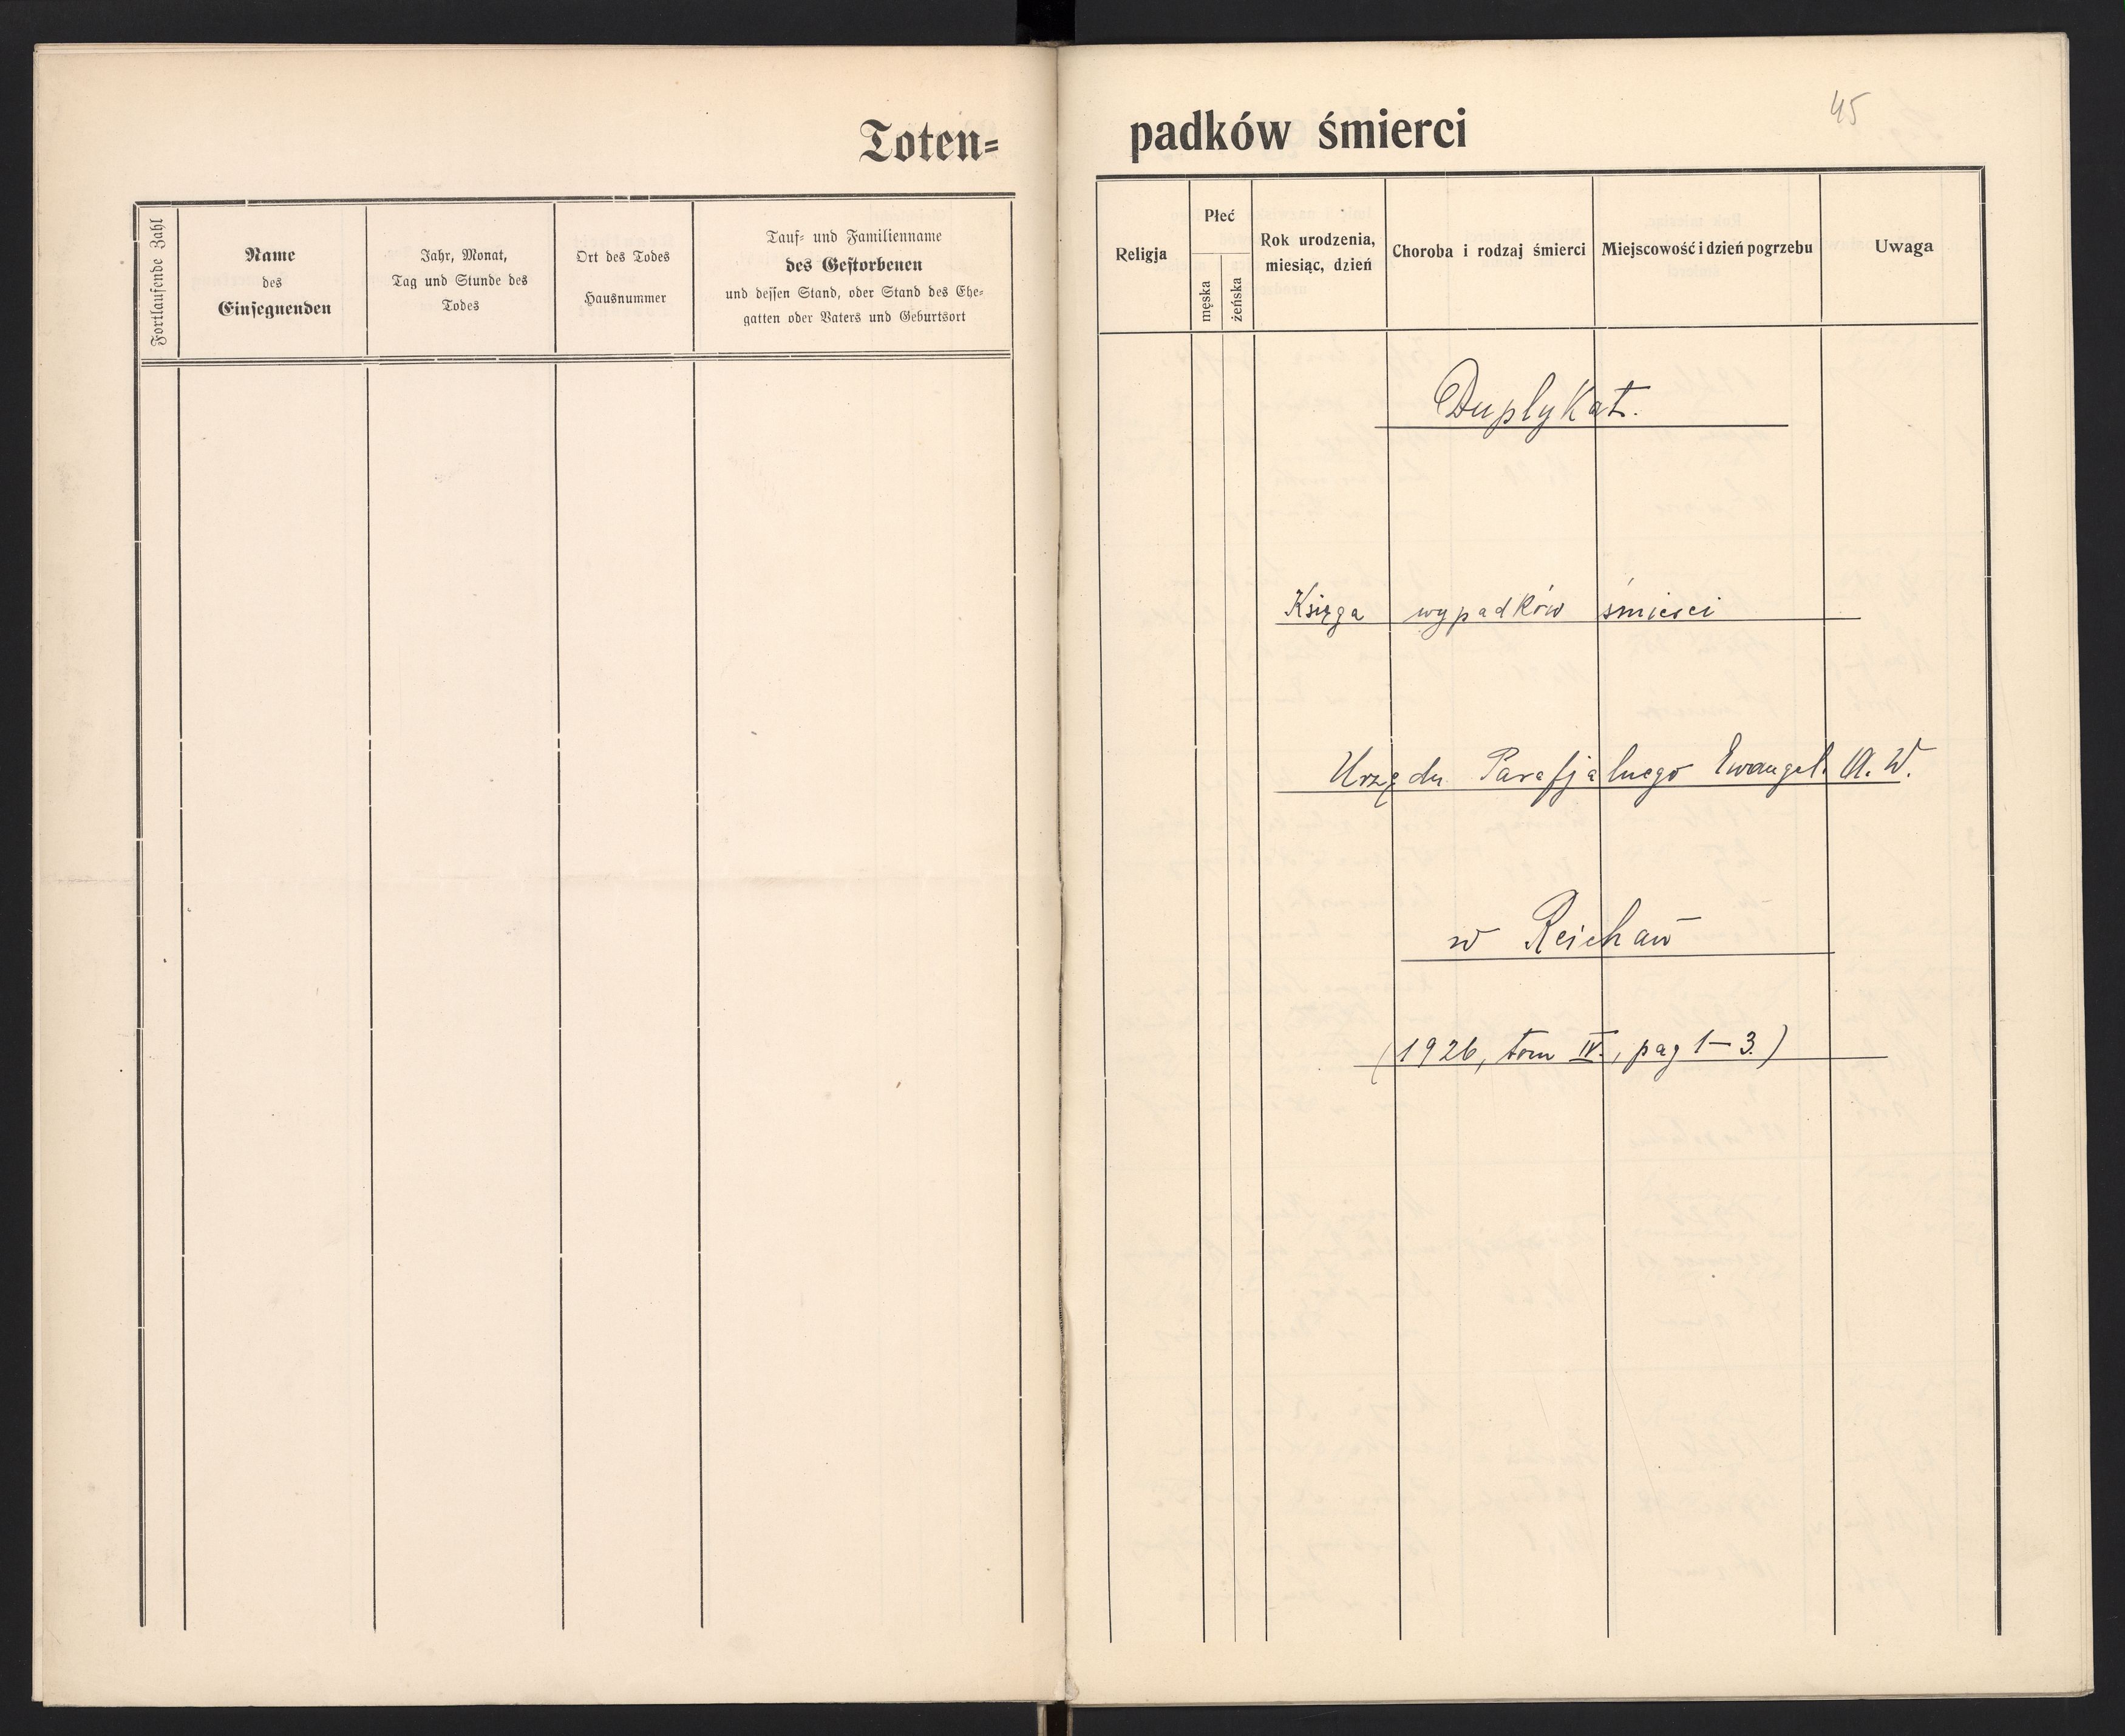 Toten=
Fortlaufende Zahl
Name
des
Einsegnenden
Jahr, Monat,
Tag und Stunde des
Todes
Ort des Todes
Hausnummer
Tauf= und Familienname
des Gestorbenen
und dessen Stand, oder Stand des Ehe=
gatten oder Vaters und Geburtsort
45
padków śmierci
Religja
Płeć
męska
żeńska
Rok urodzenia,
miesiąc, dzień
Choroba i rodzaj śmierci
Miejscowość i dzień pogrzebu
Uwaga
Duplykat.
Księga wypadków śmierci
Urzędu Parafjalnego Ewangel. A. W.
w Reichau
(1926, tom IV., pag 1–3.)